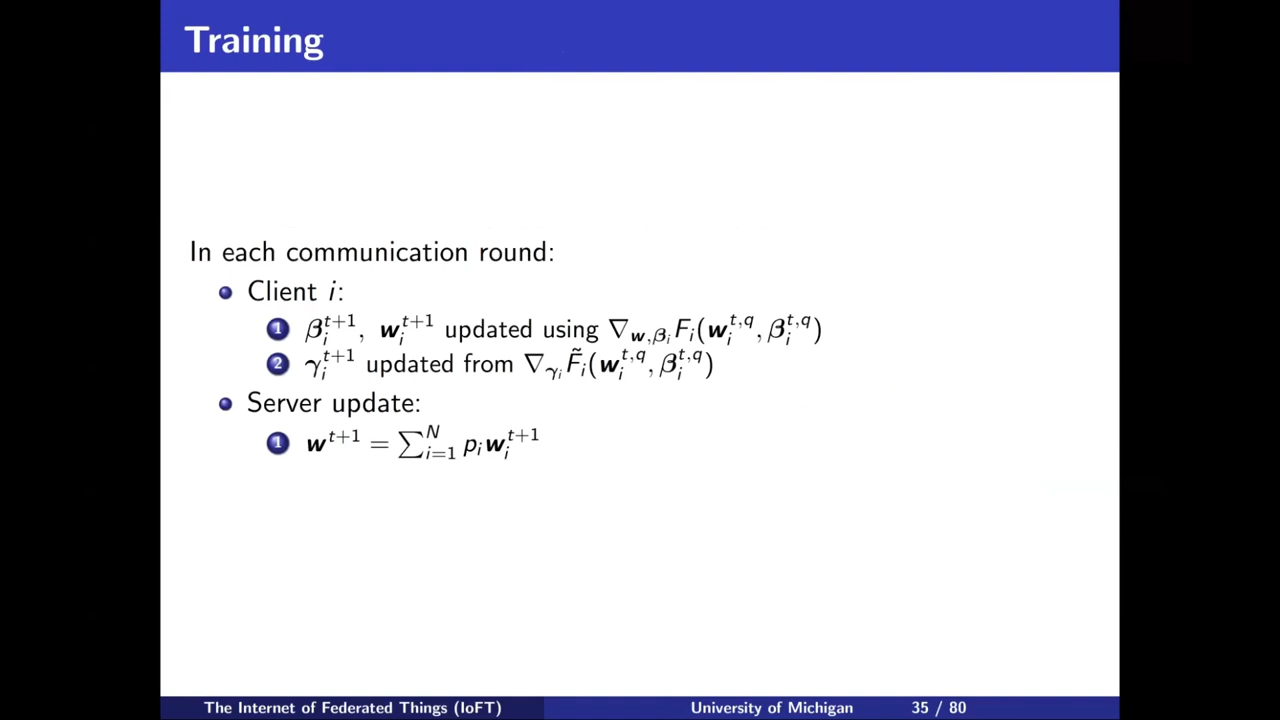 Training
In each communication round:
Client i:
1 β_i^{t+1}, w_i^{t+1} updated using ∇_{w,β_i} F_i(w_i^{t,q}, β_i^{t,q})
2 γ_i^{t+1} updated from ∇_{γ_i} F̃_i(w_i^{t,q}, β_i^{t,q})
Server update:
1 w^{t+1} = ∑_{i=1}^{N} p_i w_i^{t+1}
The Internet of Federated Things (IoFT) University of Michigan 35 / 80